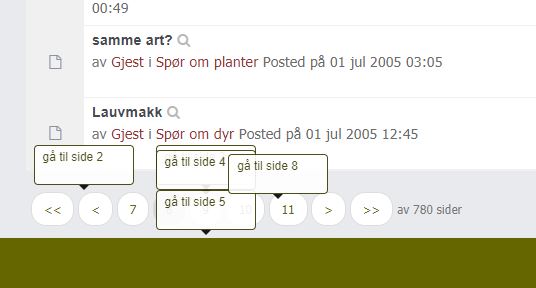 00:49
samme art?
av Gjest i Spør om planter Posted på 01 jul 2005 03:05
Lauvmakk
av Gjest i Spør om dyr Posted på 01 jul 2005 12:45
gå til side 2
gå til side 4
gå til side 8
gå til side 5
<< < 7 9 10 11 > >> av 780 sider